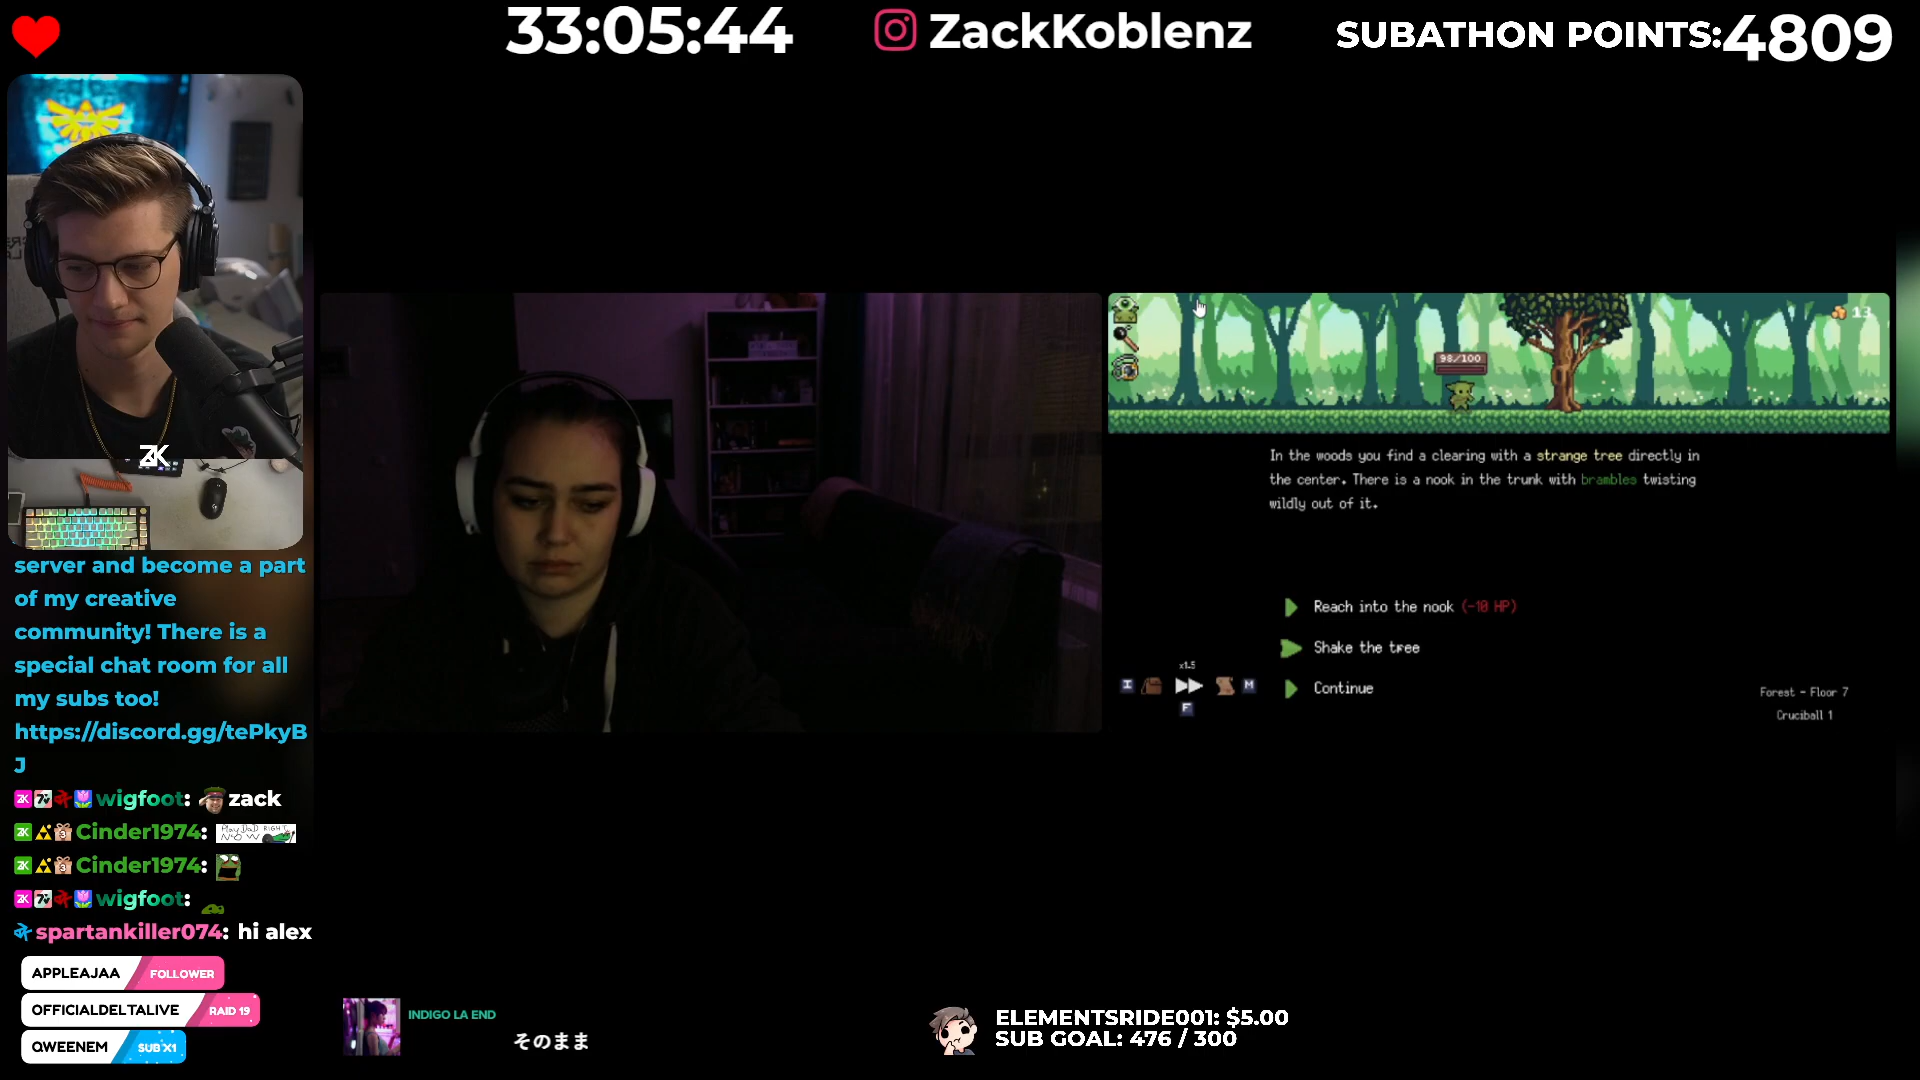 33:05:44
ZackKoblenz
SUBATHON POINTS:4809
ZK
server and become a part
of my creative
community! There is a
special chat room for all
my subs too!
https://discord.gg/tePkyB
J
wigfoot: zack
Cinder1974: Play DaD RIGHT
NOW
Cinder1974:
wigfoot:
spartankiller074: hi alex
APPLEAJAA FOLLOWER
OFFICIALDELTALIVE RAID 19
QWEENEM SUB X1
INDIGO LA END
そのまま
ELEMENTSRIDE001: $5.00
SUB GOAL: 476 / 300
13
98/100
In the woods you find a clearing with a strange tree directly in
the center. There is a nook in the trunk with brambles twisting
wildly out of it.
Reach into the nook (-10 HP)
Shake the tree
Continue
x1.5
I
M
F
Forest - Floor 7
Cruciball 1